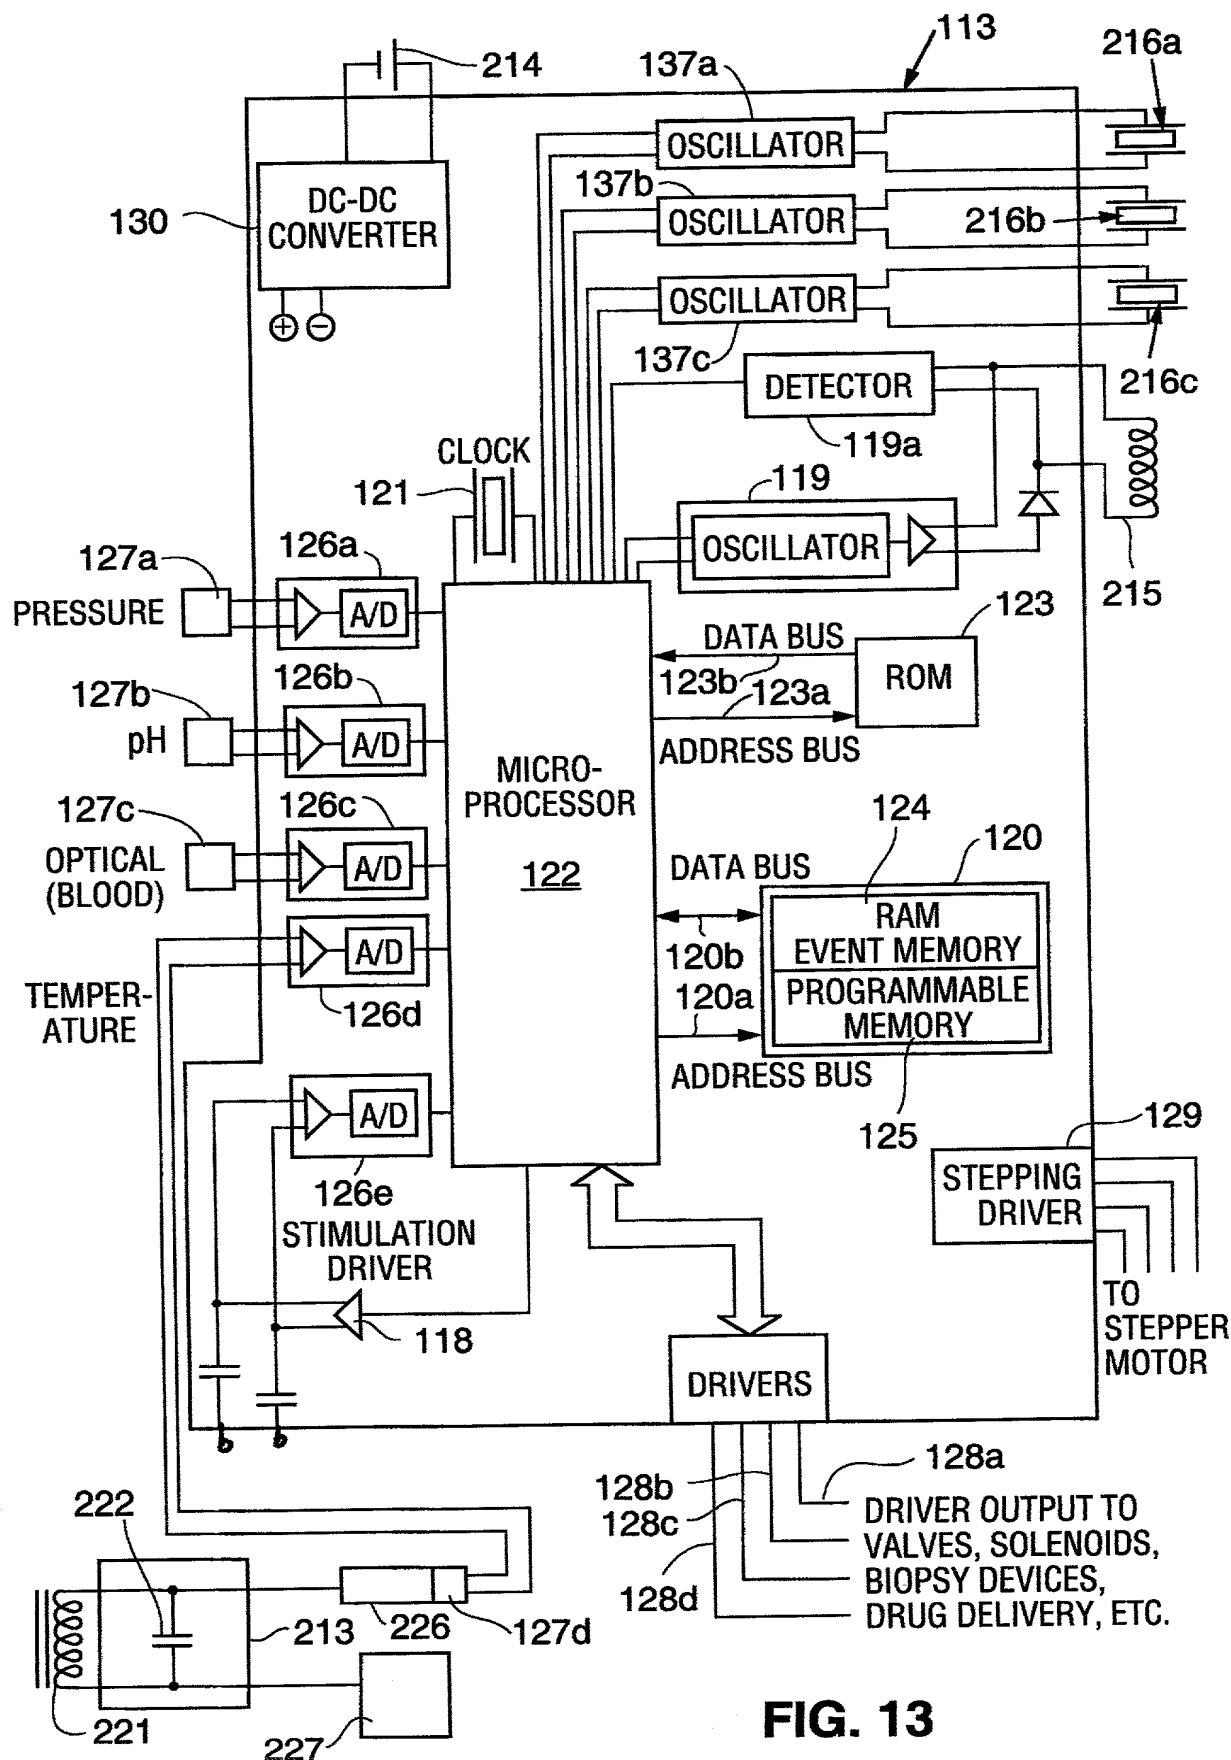 113
216a
214
137a
OSCILLATOR
130
DC-DC
CONVERTER
137b
OSCILLATOR
216b
+
−
OSCILLATOR
137c
216c
DETECTOR
119a
CLOCK
121
119
OSCILLATOR
215
127a
126a
PRESSURE
A/D
123
DATA BUS
123b
ROM
123a
ADDRESS BUS
127b
126b
pH
A/D
MICRO-
PROCESSOR
122
127c
126c
OPTICAL
(BLOOD)
A/D
124
120
DATA BUS
120b
RAM
EVENT MEMORY
A/D
126d
TEMPER-
ATURE
120a
PROGRAMMABLE
MEMORY
ADDRESS BUS
125
A/D
126e
129
STEPPING
DRIVER
STIMULATION
DRIVER
118
TO
STEPPER
MOTOR
DRIVERS
128a
128b
128c
128d
DRIVER OUTPUT TO
VALVES, SOLENOIDS,
BIOPSY DEVICES,
DRUG DELIVERY, ETC.
222
213
226
127d
221
227
FIG. 13